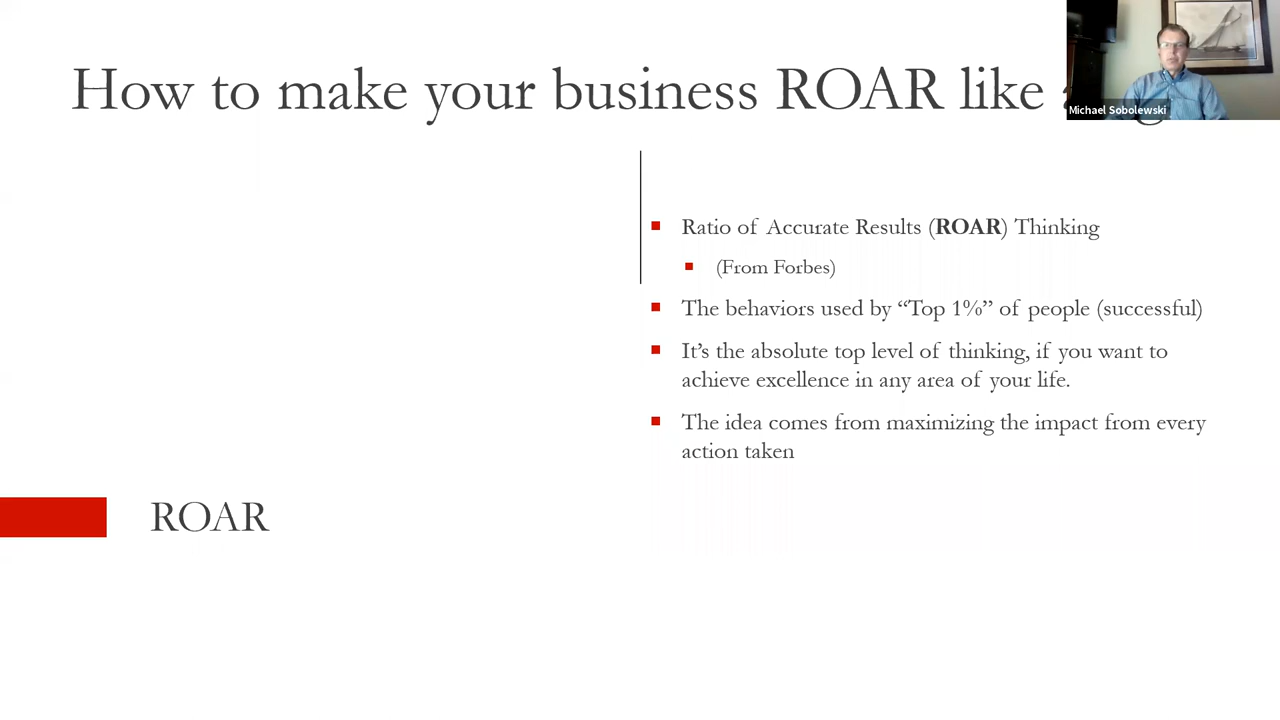 How to make your business ROAR like
Michael Sobolewski
Ratio of Accurate Results (ROAR) Thinking
(From Forbes)
The behaviors used by “Top 1%” of people (successful)
It’s the absolute top level of thinking, if you want to
achieve excellence in any area of your life.
The idea comes from maximizing the impact from every
action taken
ROAR